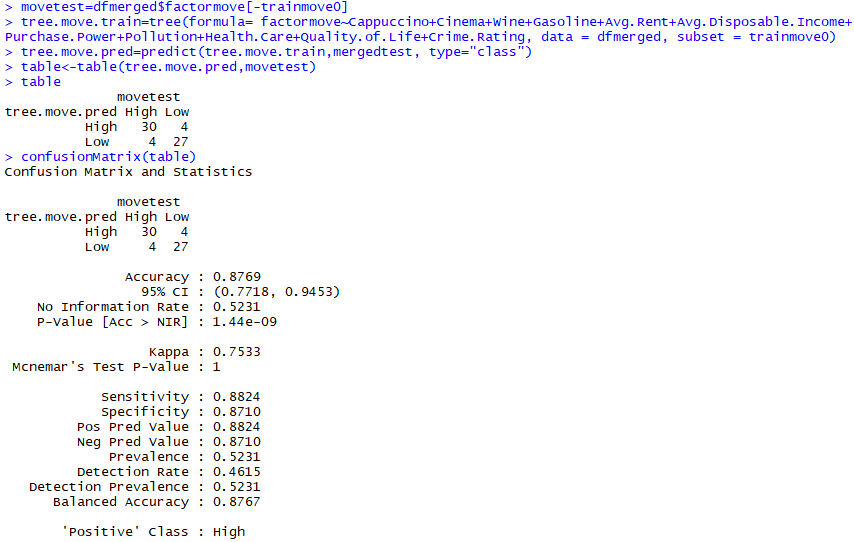 > movetest=dfmerged$factormove[-trainmove0]
> tree.move.train=tree(formula= factormove~Cappuccino+Cinema+Wine+Gasoline+Avg.Rent+Avg.Disposable.Income+
Purchase.Power+Pollution+Health.Care+Quality.of.Life+Crime.Rating, data = dfmerged, subset = trainmove0)
> tree.move.pred=predict(tree.move.train,mergedtest, type="class")
> table<-table(tree.move.pred,movetest)
> table
movetest
tree.move.pred High Low
High 30 4
Low 4 27
> confusionMatrix(table)
Confusion Matrix and Statistics
movetest
tree.move.pred High Low
High 30 4
Low 4 27
Accuracy : 0.8769
95% CI : (0.7718, 0.9453)
No Information Rate : 0.5231
P-Value [Acc > NIR] : 1.44e-09
Kappa : 0.7533
Mcnemar's Test P-Value : 1
Sensitivity : 0.8824
Specificity : 0.8710
Pos Pred Value : 0.8824
Neg Pred Value : 0.8710
Prevalence : 0.5231
Detection Rate : 0.4615
Detection Prevalence : 0.5231
Balanced Accuracy : 0.8767
'Positive' Class : High